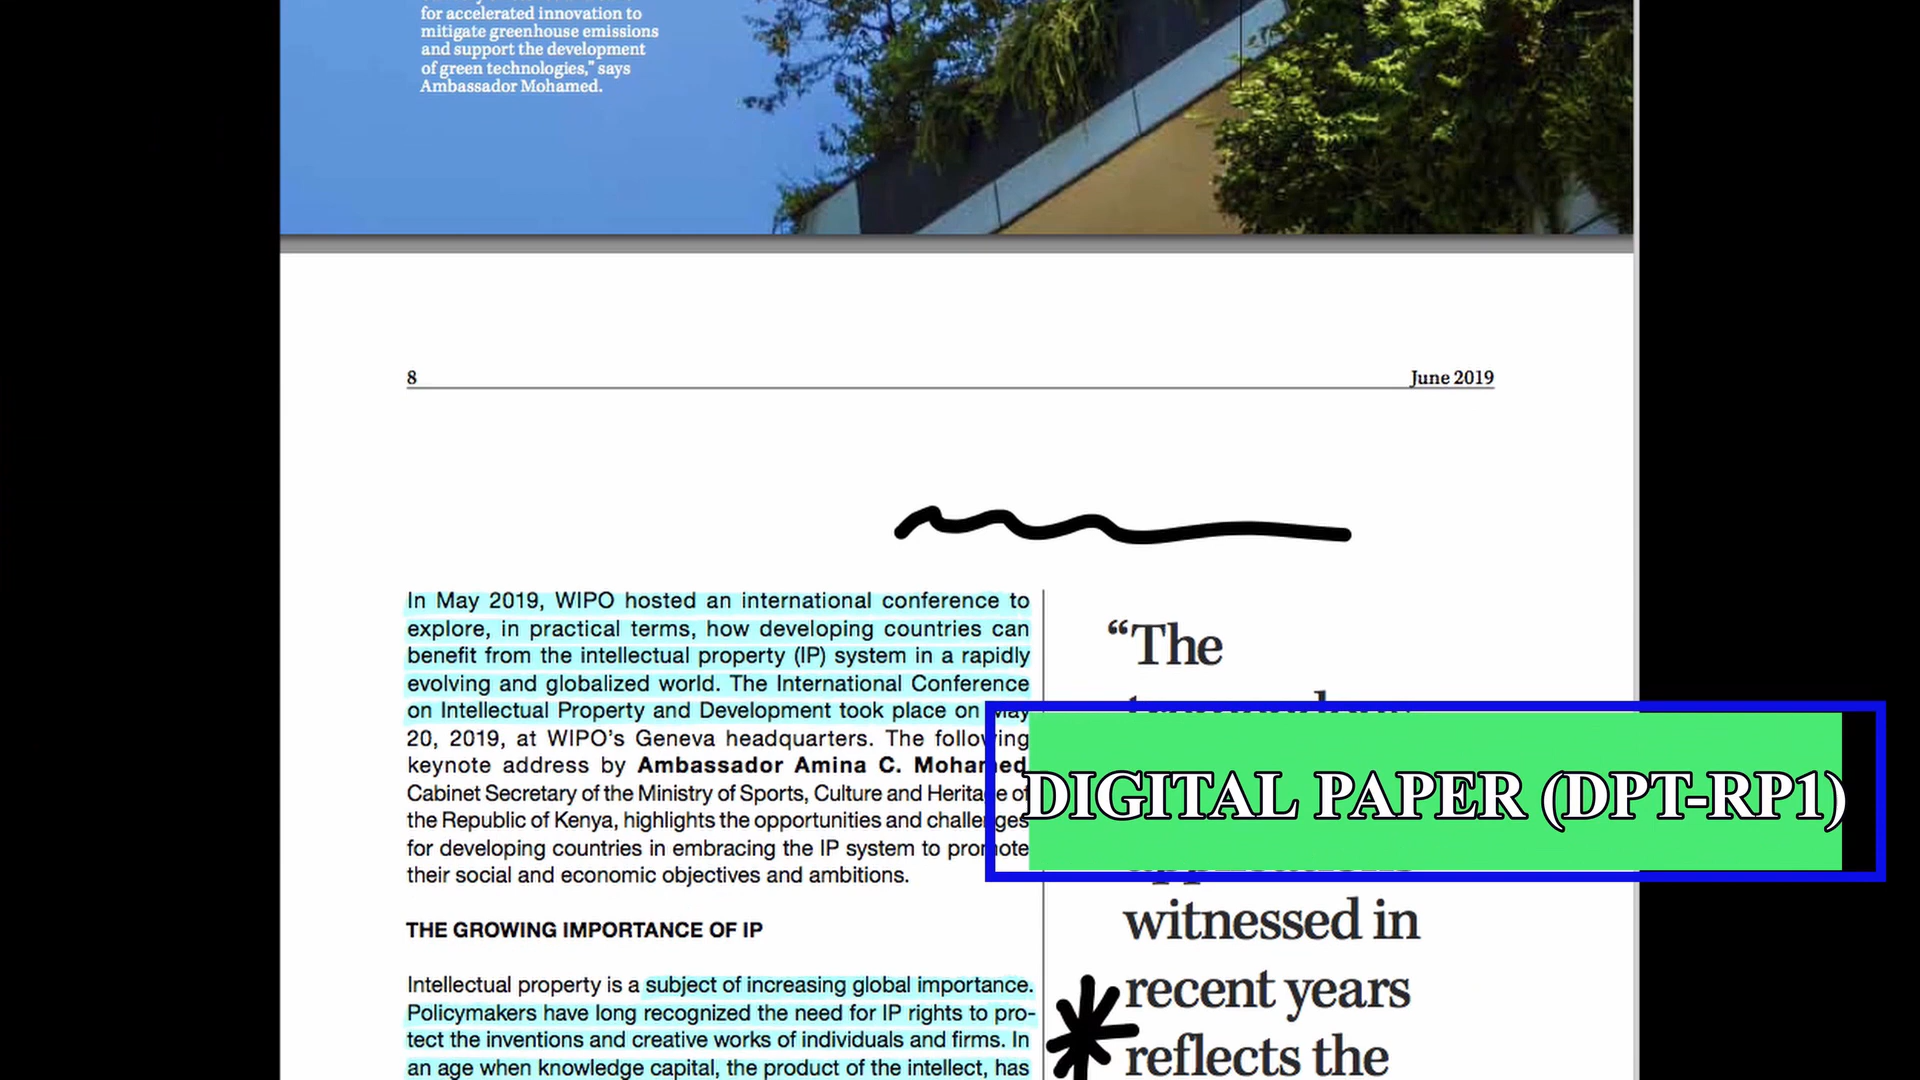 for accelerated innovation to
mitigate greenhouse emissions
and support the development
of green technologies,” says
Ambassador Mohamed.
8
June 2019
In May 2019, WIPO hosted an international conference to
explore, in practical terms, how developing countries can
benefit from the intellectual property (IP) system in a rapidly
evolving and globalized world. The International Conference
on Intellectual Property and Development took place on May
20, 2019, at WIPO’s Geneva headquarters. The following
keynote address by Ambassador Amina C. Mohamed
Cabinet Secretary of the Ministry of Sports, Culture and Heritage of
the Republic of Kenya, highlights the opportunities and challenges
for developing countries in embracing the IP system to promote
their social and economic objectives and ambitions.
THE GROWING IMPORTANCE OF IP
Intellectual property is a subject of increasing global importance.
Policymakers have long recognized the need for IP rights to pro-
tect the inventions and creative works of individuals and firms. In
an age when knowledge capital, the product of the intellect, has
“The
DIGITAL PAPER (DPT-RP1)
witnessed in
recent years
reflects the